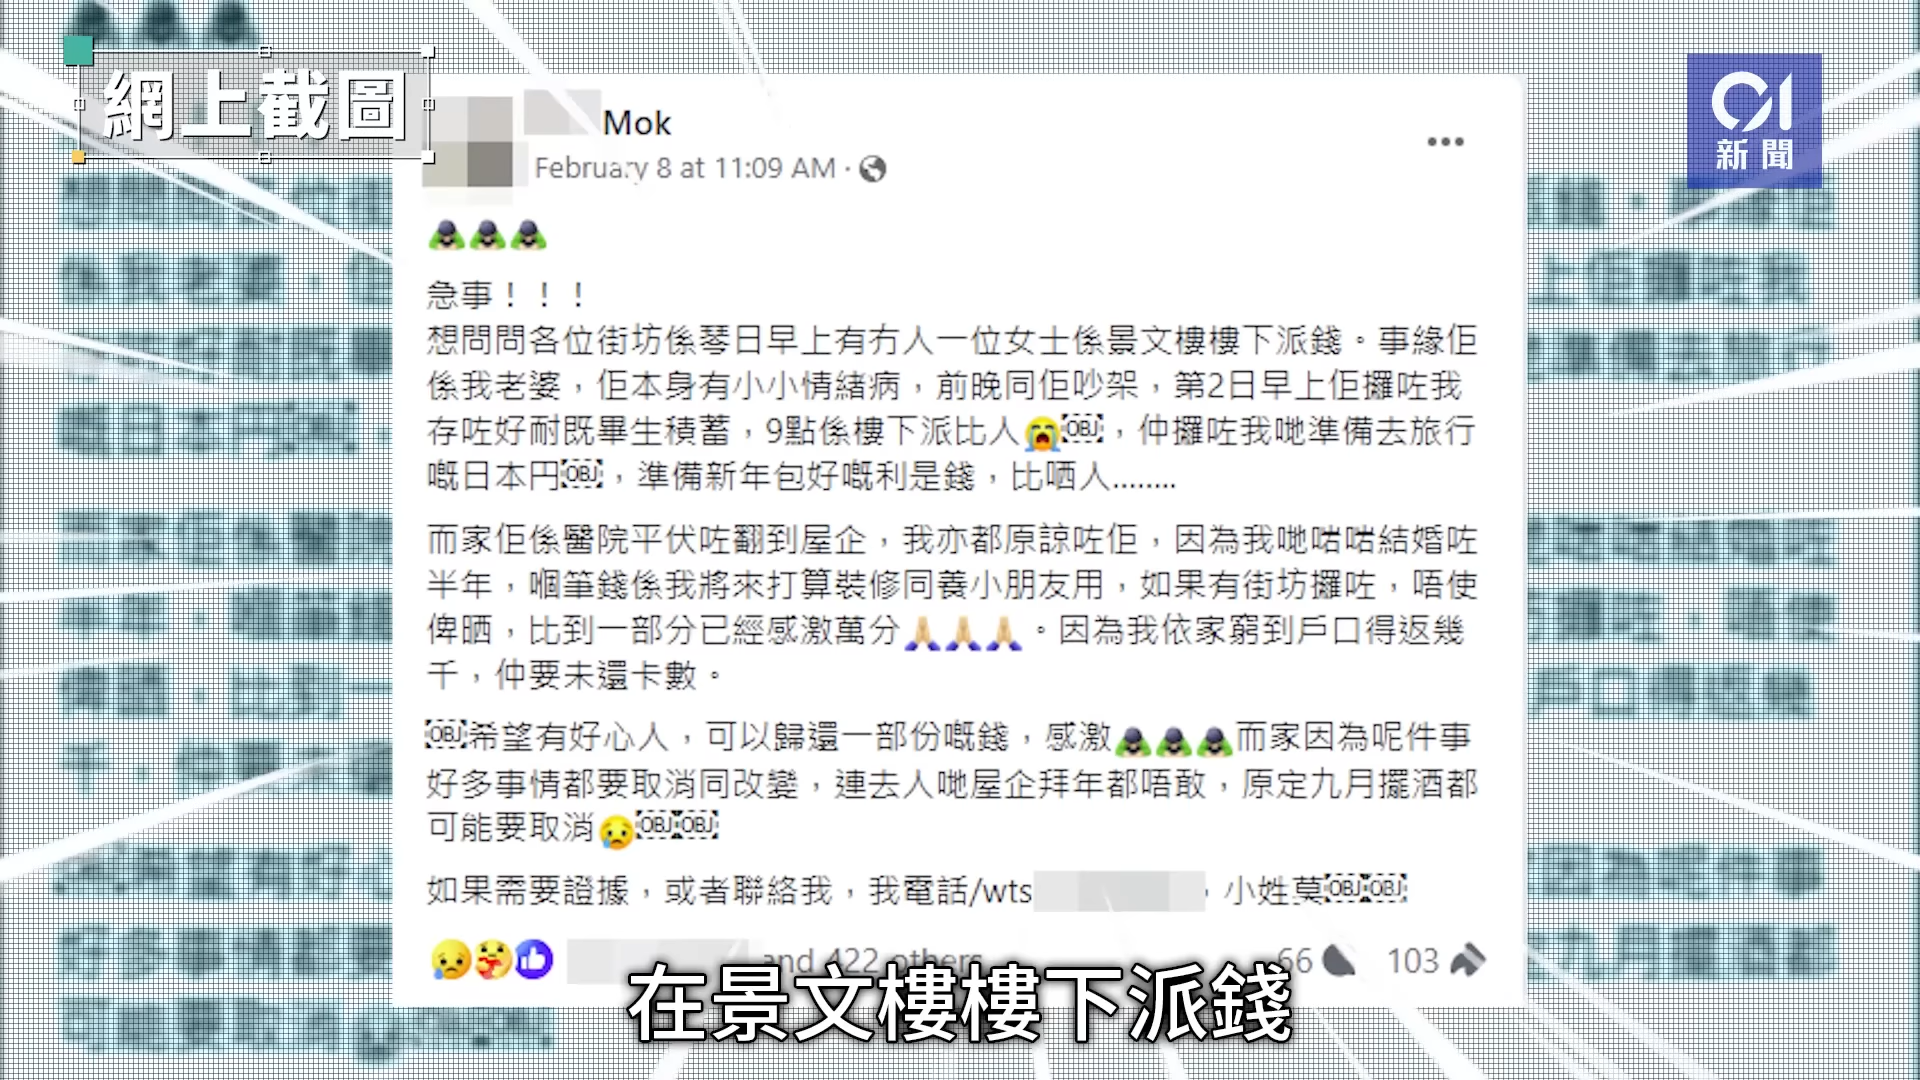 網上截圖
01
新聞
Mok
February 8 at 11:09 AM ·
急事！！！
想問問各位街坊係琴日早上有冇人一位女士係景文樓樓下派錢。事緣佢
係我老婆，佢本身有小小情緒病，前晚同佢吵架，第2日早上佢攞咗我
存咗好耐既畢生積蓄，9點係樓下派比人😭OBJ，仲攞咗我哋準備去旅行
嘅日本円OBJ，準備新年包好嘅利是錢，比哂人........
而家佢係醫院平伏咗翻到屋企，我亦都原諒咗佢，因為我哋啱啱結婚咗
半年，嗰筆錢係我將來打算裝修同養小朋友用，如果有街坊攞咗，唔使
俾晒，比到一部分已經感激萬分🙏🏻🙏🏻🙏🏻。因為我依家窮到戶口得返幾
千，仲要未還卡數。
OBJ希望有好心人，可以歸還一部份嘅錢，感激而家因為呢件事
好多事情都要取消同改變，連去人哋屋企拜年都唔敢，原定九月擺酒都
可能要取消😢OBJOBJ
如果需要證據，或者聯絡我，我電話/wts ，小姓莫OBJOBJ
and 422 others
66
103
在景文樓樓下派錢